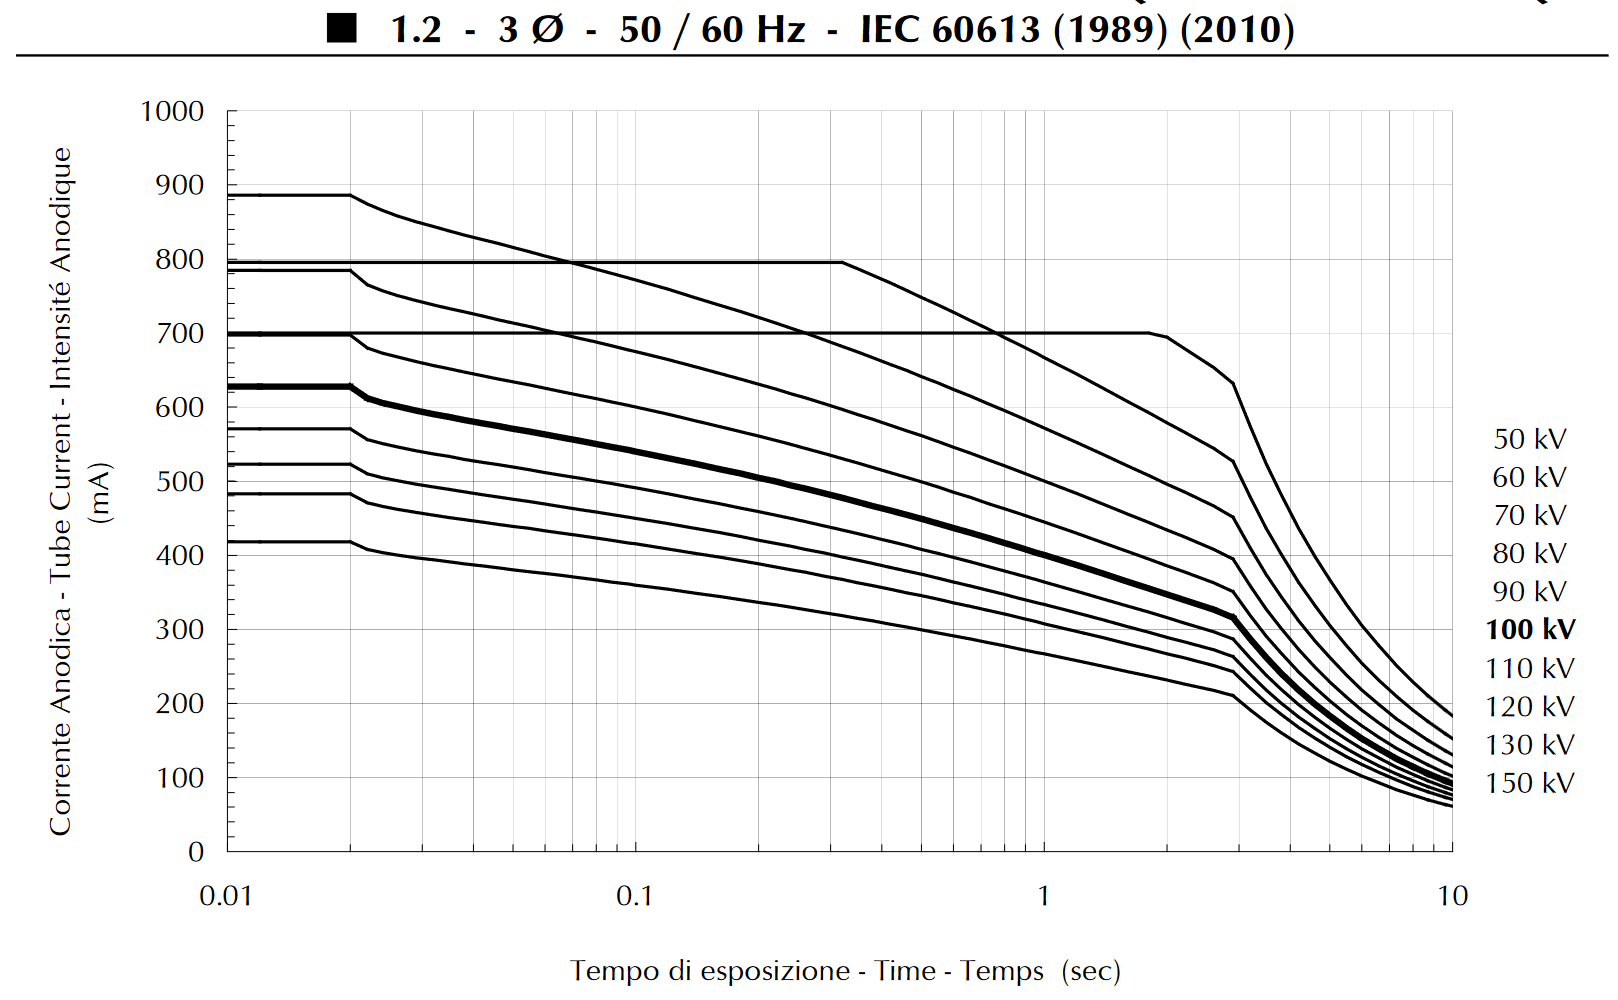 ■ 1.2 - 3 Ø - 50 / 60 Hz - IEC 60613 (1989) (2010)
Corrente Anodica - Tube Current - Intensité Anodique
(mA)
1000
900
800
700
600
500
400
300
200
100
0
0.01
0.1
1
10
50 kV
60 kV
70 kV
80 kV
90 kV
100 kV
110 kV
120 kV
130 kV
150 kV
Tempo di esposizione - Time - Temps (sec)